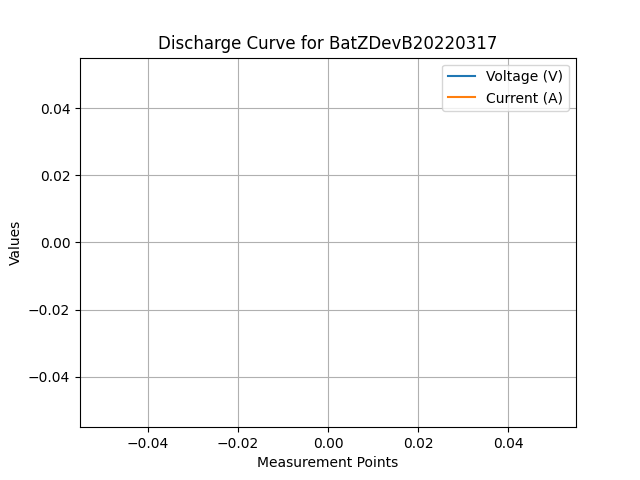 Discharge Curve for BatZDevB20220317
Voltage (V)
Current (A)
0.04
0.02
0.00
−0.02
−0.04
Values
−0.04
−0.02
0.00
0.02
0.04
Measurement Points